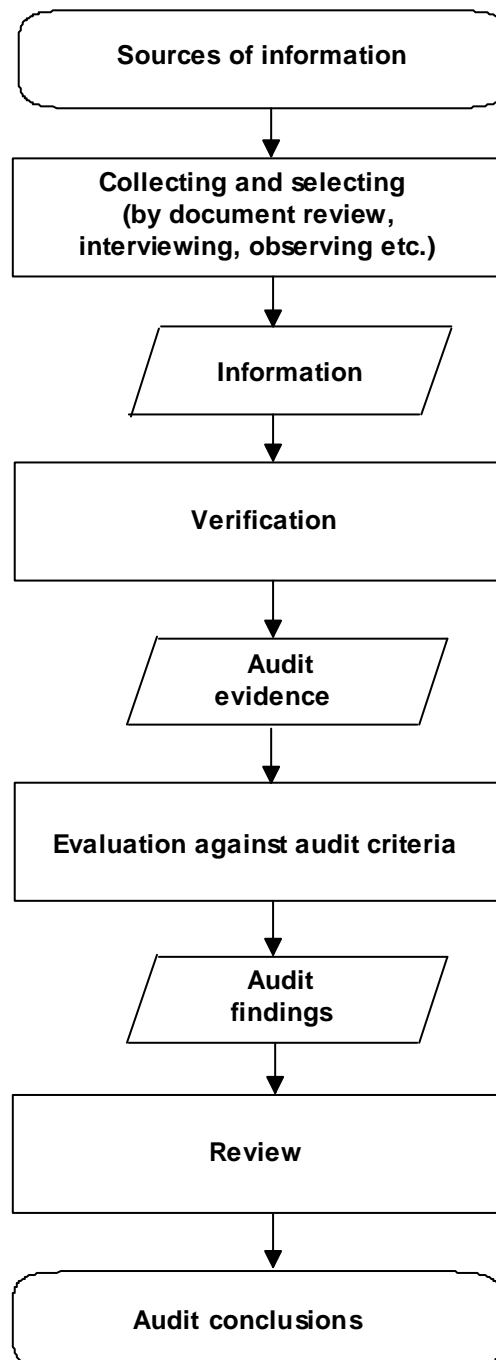 Sources of information
Collecting and selecting
(by document review,
interviewing, observing etc.)
Information
Verification
Audit
evidence
Evaluation against audit criteria
Audit
findings
Review
Audit conclusions